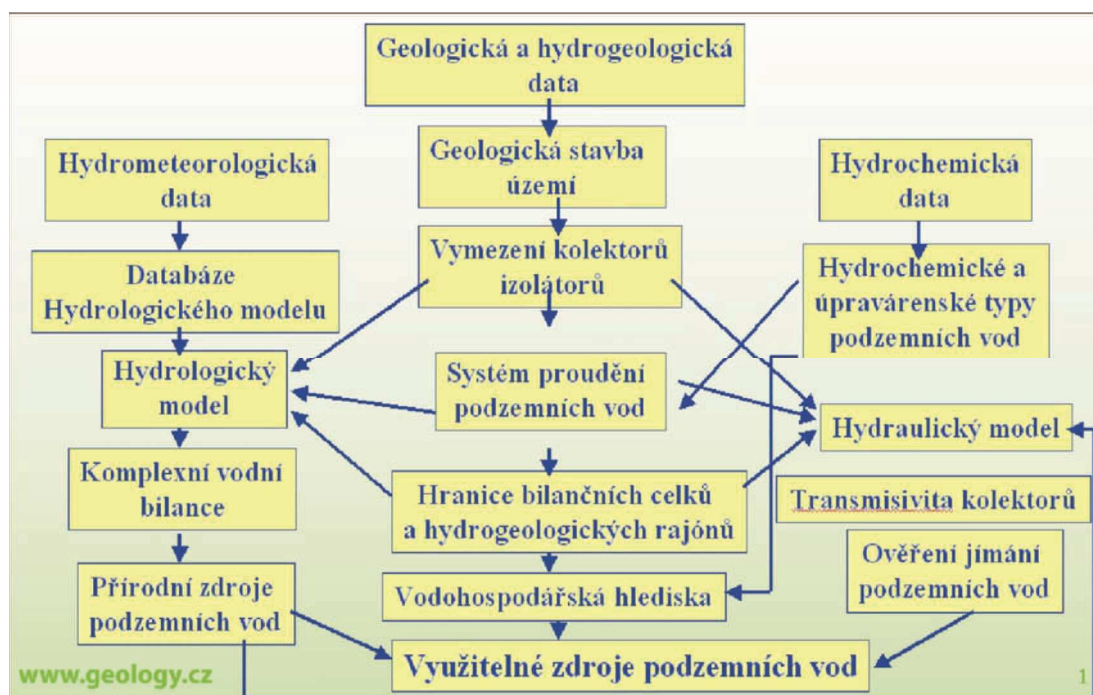 Geologická a hydrogeologická
data
Hydrometeorologická
data
Geologická stavba
území
Hydrochemická
data
Databáze
Hydrologického modelu
Vymezení kolektorů
izolátorů
Hydrochemické a
úpravárenské typy
podzemních vod
Hydrologický
model
Systém proudění
podzemních vod
Hydraulický model
Komplexní vodní
bilance
Hranice bilančních celků
a hydrogeologických rajónů
Transmisivita kolektorů
Přírodní zdroje
podzemních vod
Vodohospodářská hlediska
Ověření jímání
podzemních vod
Využitelné zdroje podzemních vod
www.geology.cz
1